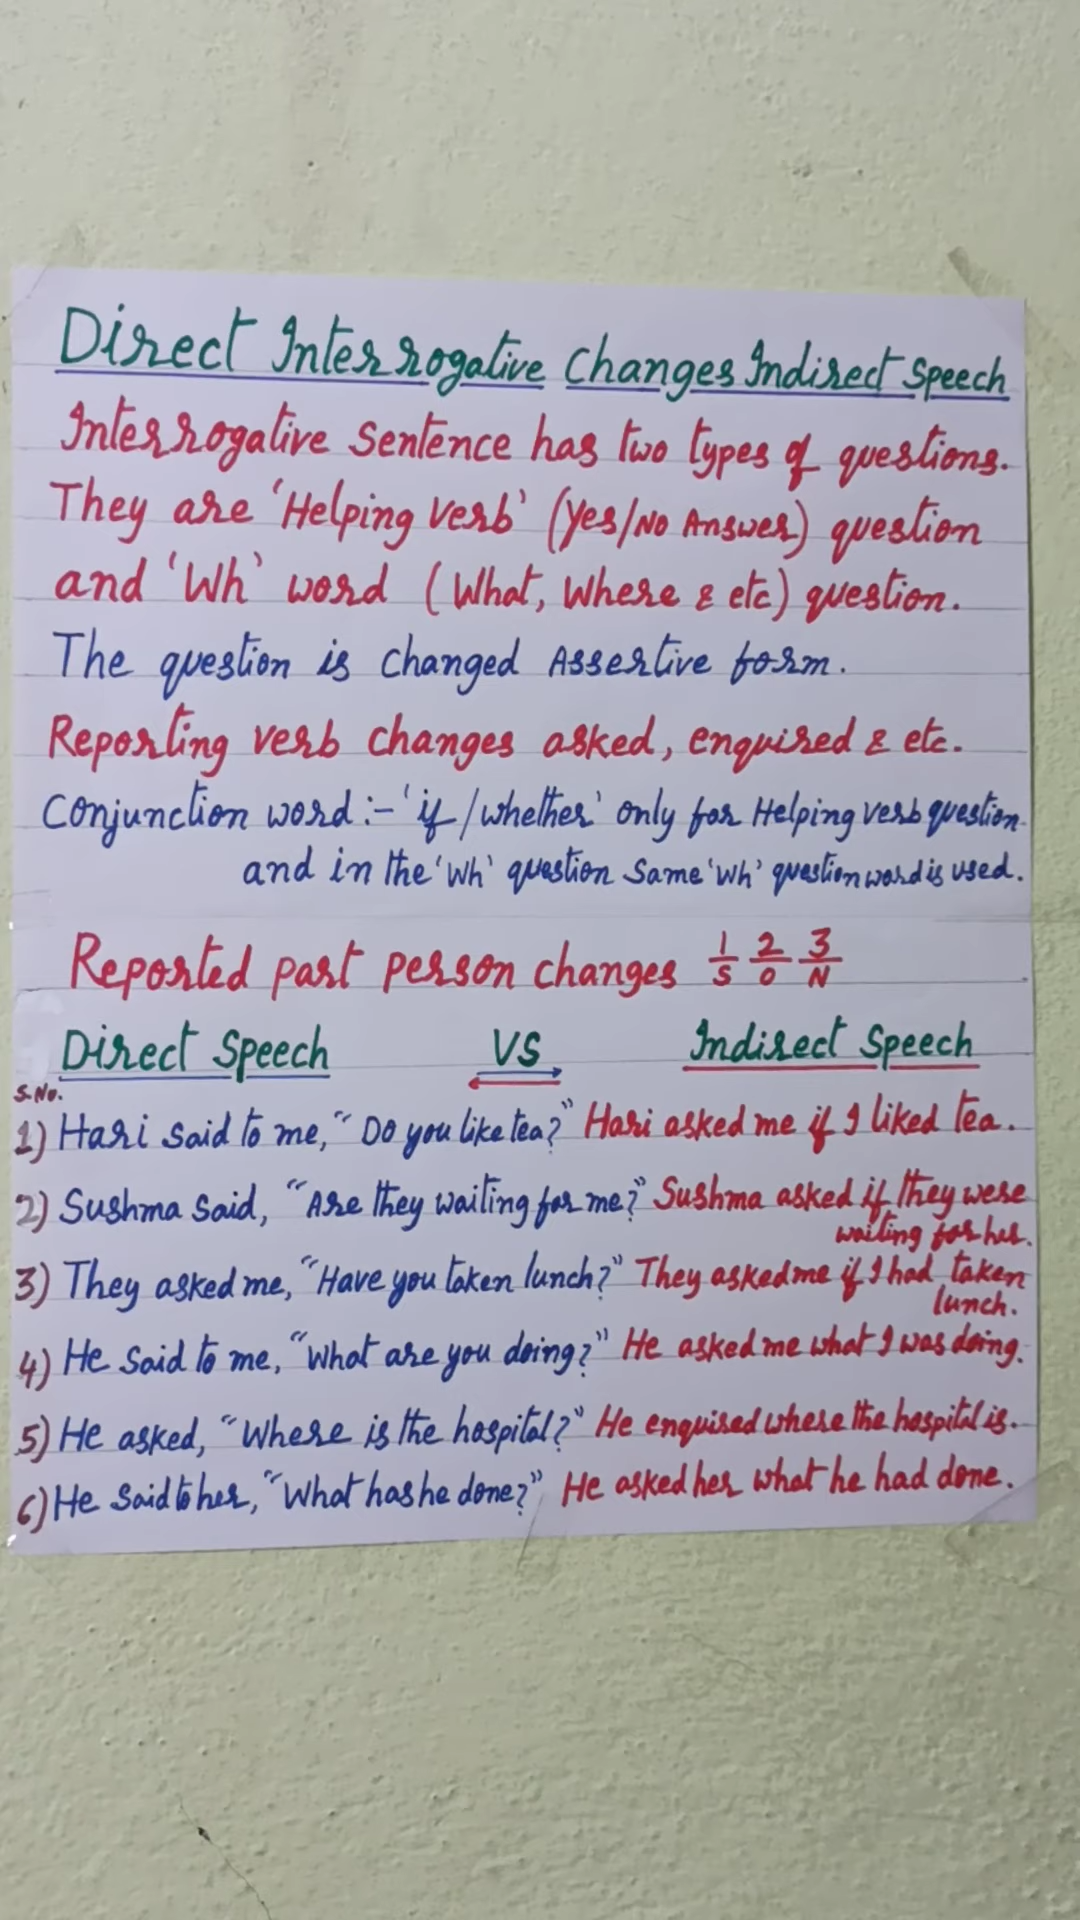 Direct Interrogative Changes Indirect Speech
Interrogative Sentence has two types of questions.
They are 'Helping verb' (Yes/No Answer) question
and 'Wh' word (What, Where & etc) question.
The question is changed Assertive form.
Reporting verb changes asked, enquired & etc.
Conjunction word :- 'if/whether' only for Helping verb question
and in the 'Wh' question Same 'Wh' question word is used.
Reported part person changes 1/S 2/O 3/N
Direct Speech VS Indirect Speech
S.No.
1) Hari said to me, "Do you like tea?" Hari asked me if I liked tea.
2) Sushma said, "Are they waiting for me?" Sushma asked if they were
waiting for her.
3) They asked me, "Have you taken lunch?" They asked me if I had taken
lunch.
4) He said to me, "What are you doing?" He asked me what I was doing.
5) He asked, "Where is the hospital?" He enquired where the hospital is.
6) He said to her, "What has he done?" He asked her what he had done.